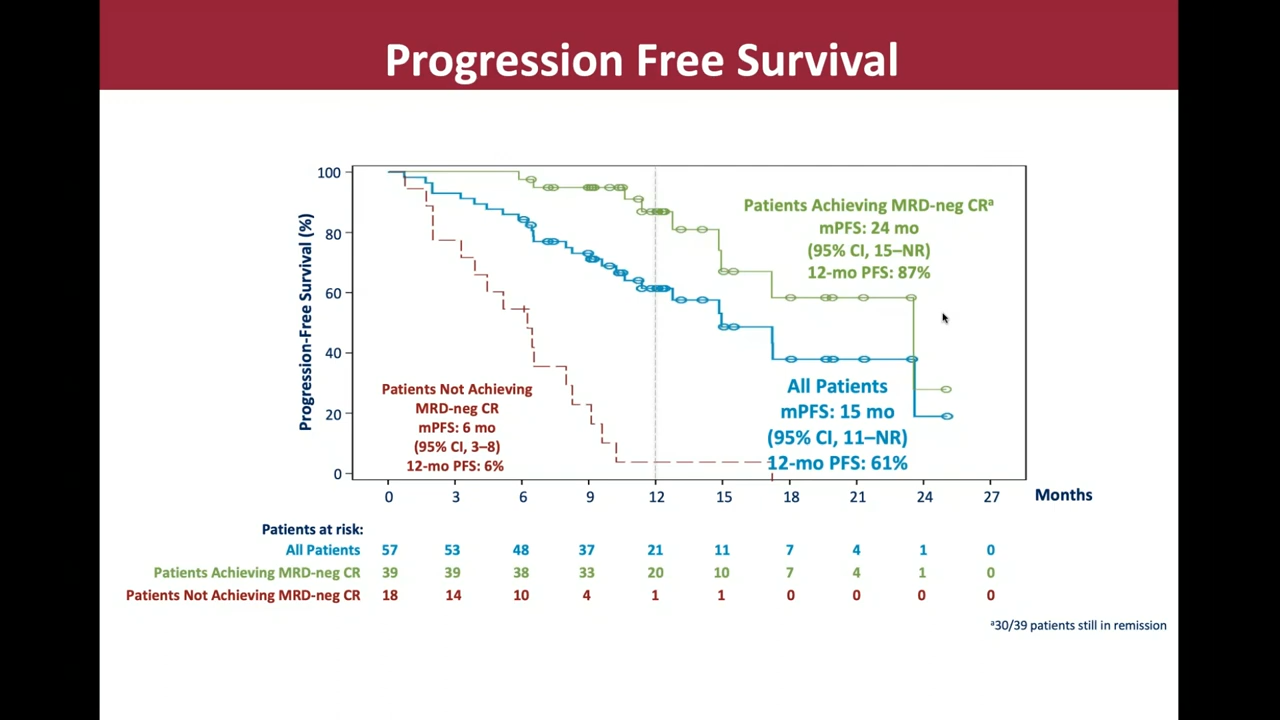 Progression Free Survival
Progression-Free Survival (%)
100
80
60
40
20
0
Patients Achieving MRD-neg CRᵃ
mPFS: 24 mo
(95% CI, 15–NR)
12-mo PFS: 87%
Patients Not Achieving
MRD-neg CR
mPFS: 6 mo
(95% CI, 3–8)
12-mo PFS: 6%
All Patients
mPFS: 15 mo
(95% CI, 11–NR)
12-mo PFS: 61%
0 3 6 9 12 15 18 21 24 27 Months
Patients at risk:
All Patients 57 53 48 37 21 11 7 4 1 0
Patients Achieving MRD-neg CR 39 39 38 33 20 10 7 4 1 0
Patients Not Achieving MRD-neg CR 18 14 10 4 1 1 0 0 0 0
ᵃ30/39 patients still in remission